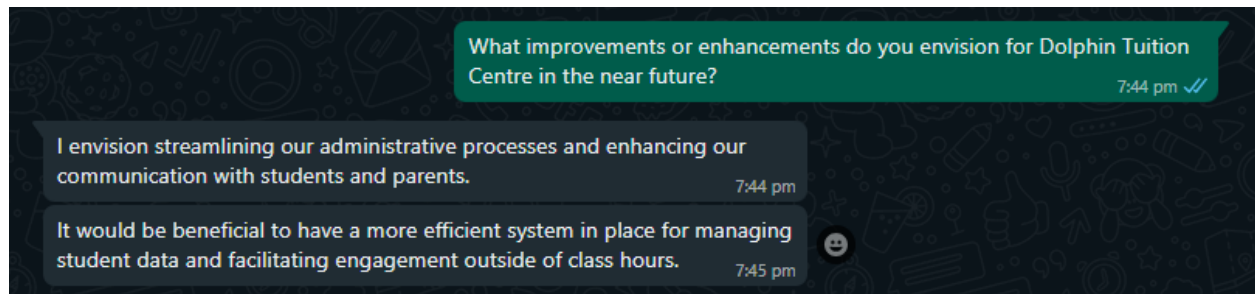 What improvements or enhancements do you envision for Dolphin Tuition
Centre in the near future?
7:44 pm
I envision streamlining our administrative processes and enhancing our
communication with students and parents.
7:44 pm
It would be beneficial to have a more efficient system in place for managing
student data and facilitating engagement outside of class hours.
7:45 pm